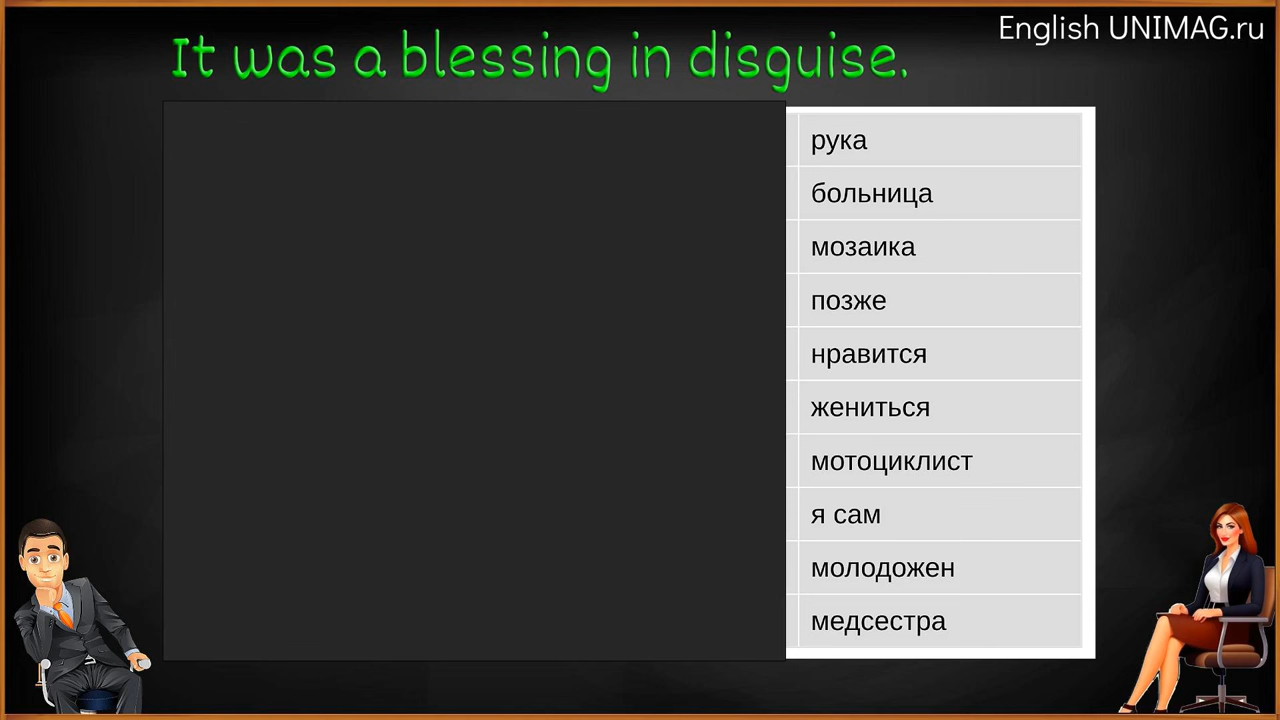 English UNIMAG.ru
It was a blessing in disguise.
рука
больница
мозаика
позже
нравится
жениться
мотоциклист
я сам
молодожен
медсестра